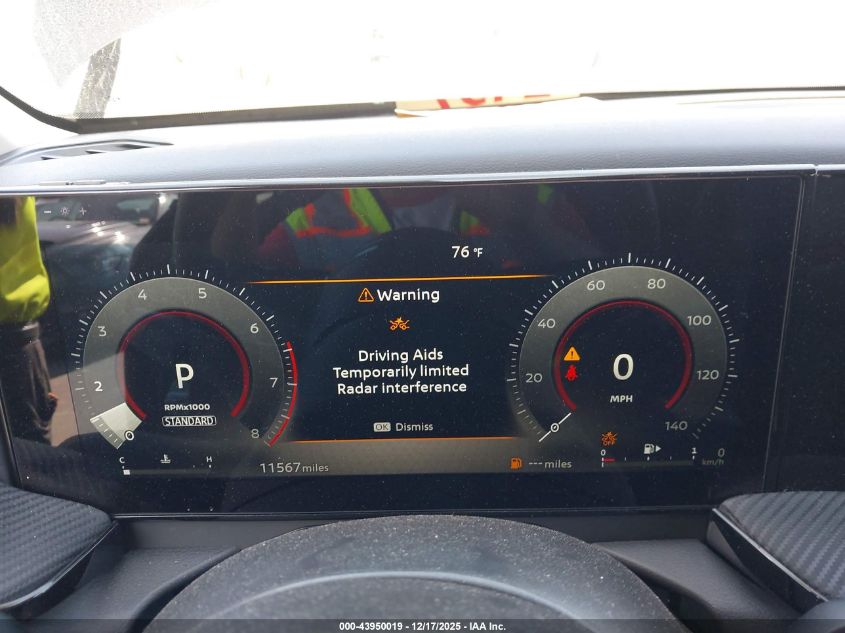 76 °F
Warning
Driving Aids
Temporarily limited
Radar interference
OK Dismiss
0 2 3 4 5 6 7 8
P
RPMx1000
STANDARD
0 20 40 60 80 100 120 140
0
MPH
C H
11567 miles
--- miles
OFF
0 1
0
km/h
000-43950019 - 12/17/2025 - IAA Inc.